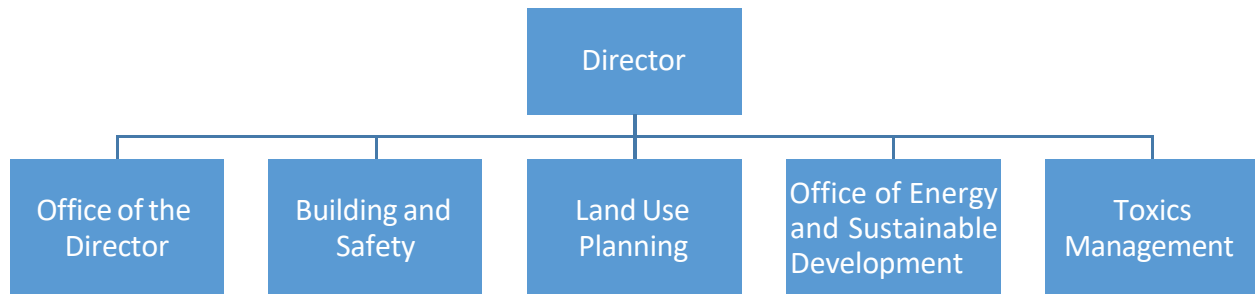 Director
Office of the
Director
Building and
Safety
Land Use
Planning
Office of Energy
and Sustainable
Development
Toxics
Management